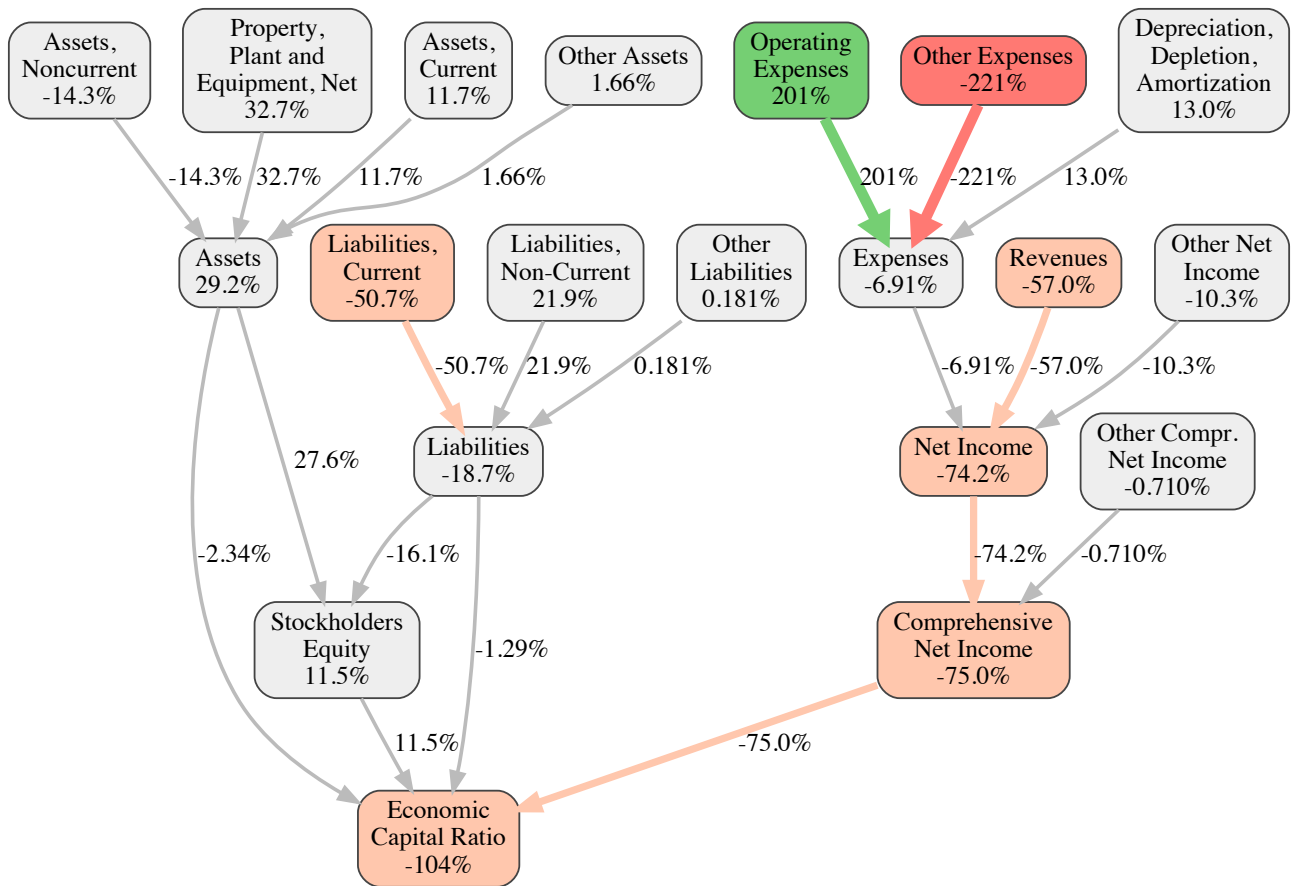 Assets,
Noncurrent
-14.3%
Property,
Plant and
Equipment, Net
32.7%
Assets,
Current
11.7%
Other Assets
1.66%
Operating
Expenses
201%
Other Expenses
-221%
Depreciation,
Depletion,
Amortization
13.0%
-14.3%
32.7%
11.7%
1.66%
201%
-221%
13.0%
Assets
29.2%
Liabilities,
Current
-50.7%
Liabilities,
Non-Current
21.9%
Other
Liabilities
0.181%
Expenses
-6.91%
Revenues
-57.0%
Other Net
Income
-10.3%
-50.7%
21.9%
0.181%
-6.91%
-57.0%
-10.3%
27.6%
Liabilities
-18.7%
Net Income
-74.2%
Other Compr.
Net Income
-0.710%
-2.34%
-16.1%
-74.2%
-0.710%
Stockholders
Equity
11.5%
-1.29%
Comprehensive
Net Income
-75.0%
11.5%
-75.0%
Economic
Capital Ratio
-104%